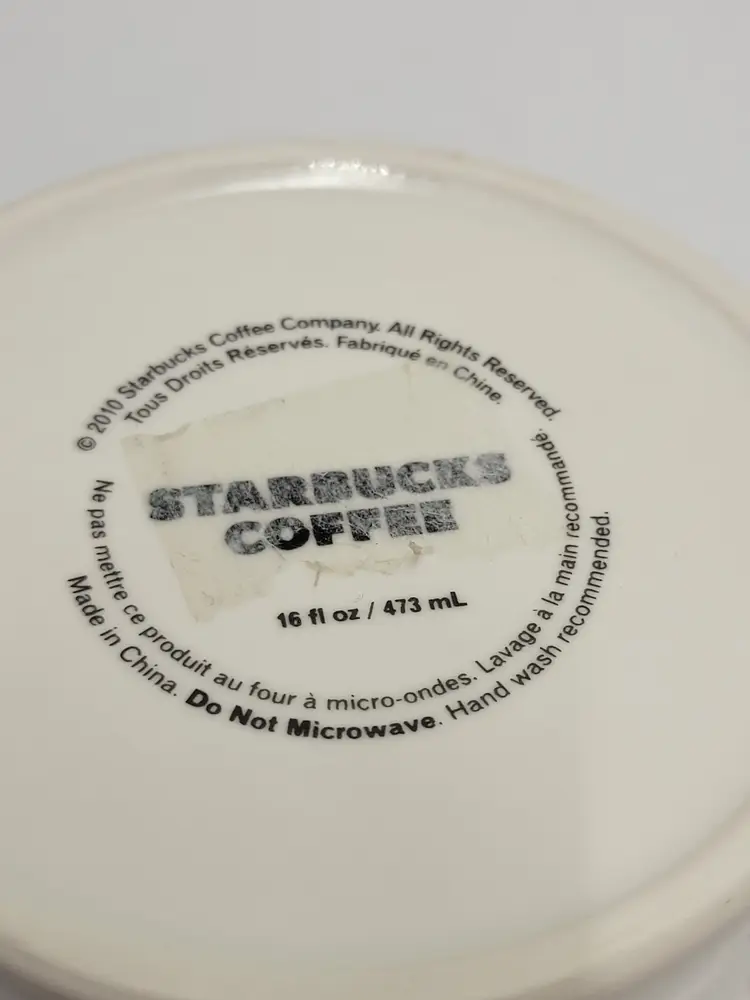 © 2010 Starbucks Coffee Company. All Rights Reserved.
Tous Droits Réservés. Fabriqué en Chine.
STARBUCKS
COFFEE
16 fl oz / 473 mL
Ne pas mettre ce produit au four à micro-ondes. Lavage à la main recommandé.
Made in China. Do Not Microwave. Hand wash recommended.